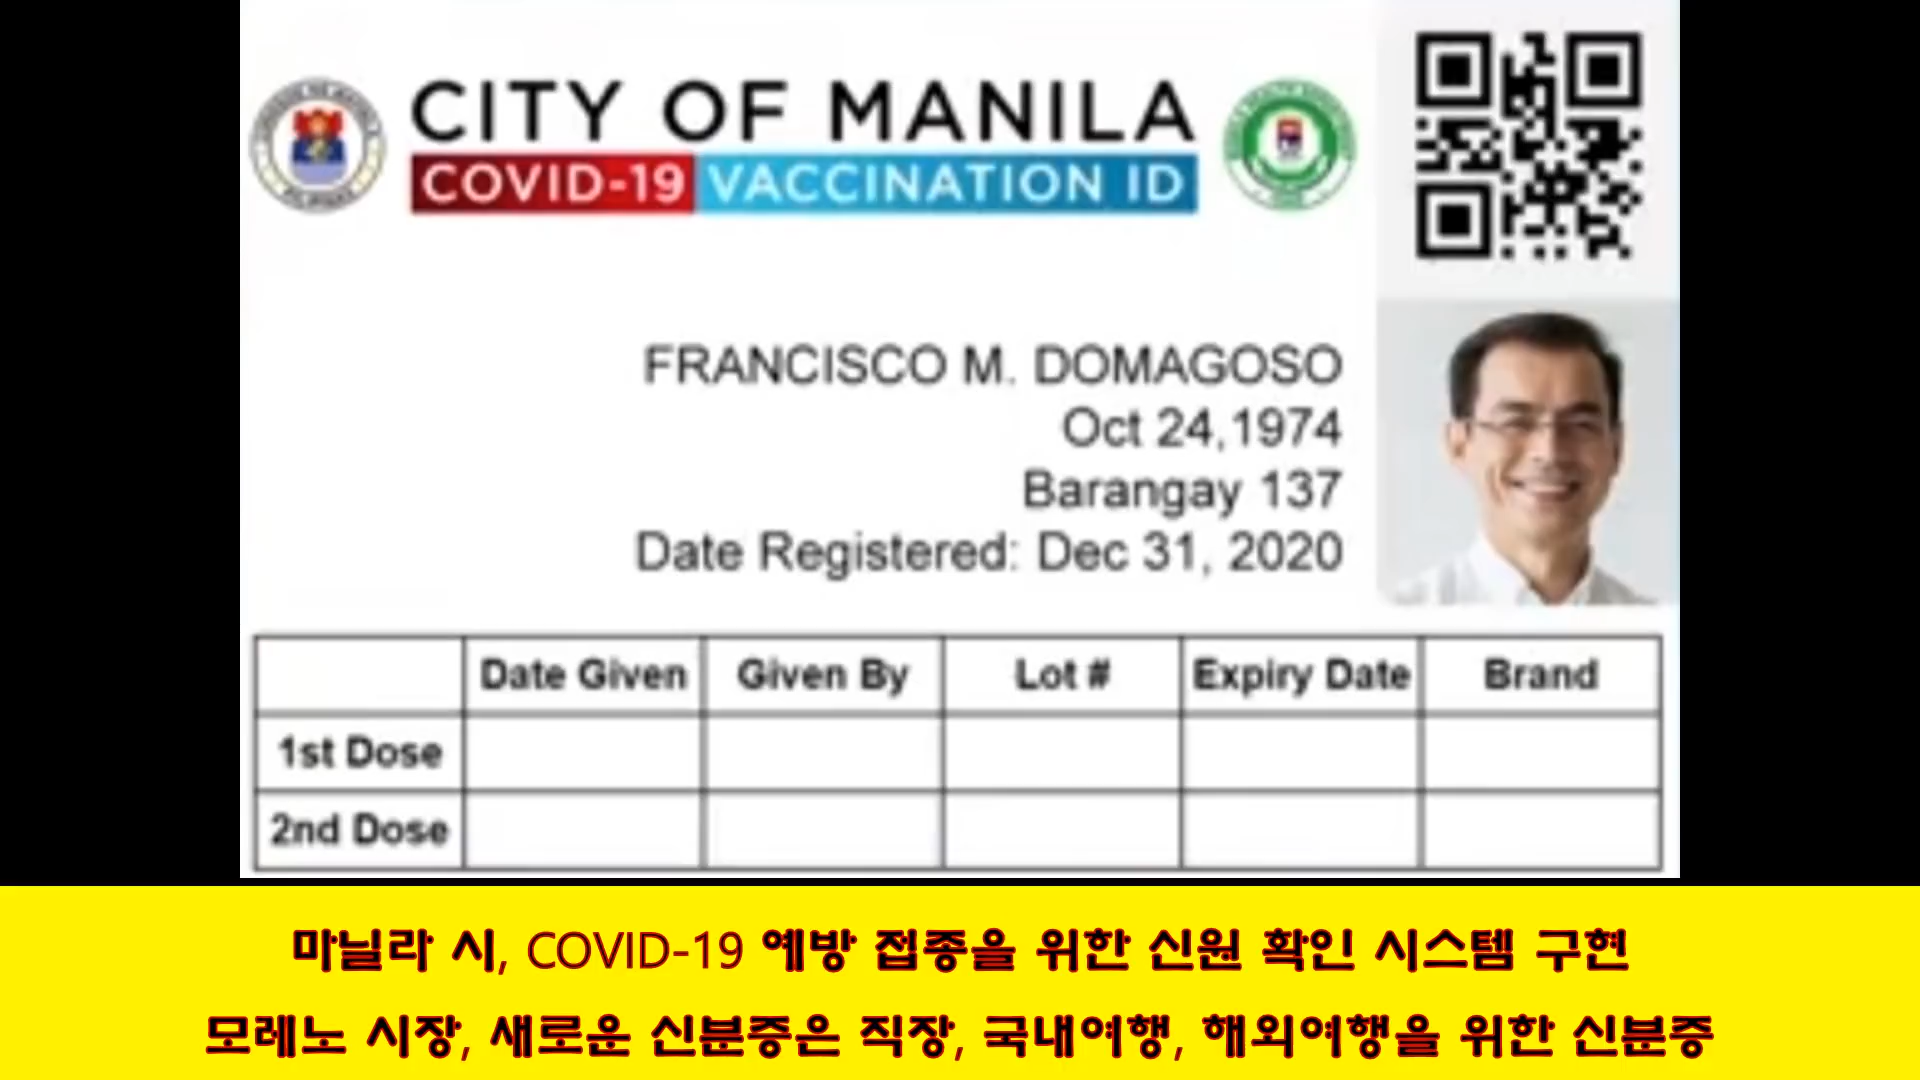 CITY OF MANILA
COVID-19 VACCINATION ID
FRANCISCO M. DOMAGOSO
Oct 24,1974
Barangay 137
Date Registered: Dec 31, 2020
Date Given Given By Lot # Expiry Date Brand
1st Dose
2nd Dose
마닐라 시, COVID-19 예방 접종을 위한 신원 확인 시스템 구현
모레노 시장, 새로운 신분증은 직장, 국내여행, 해외여행을 위한 신분증